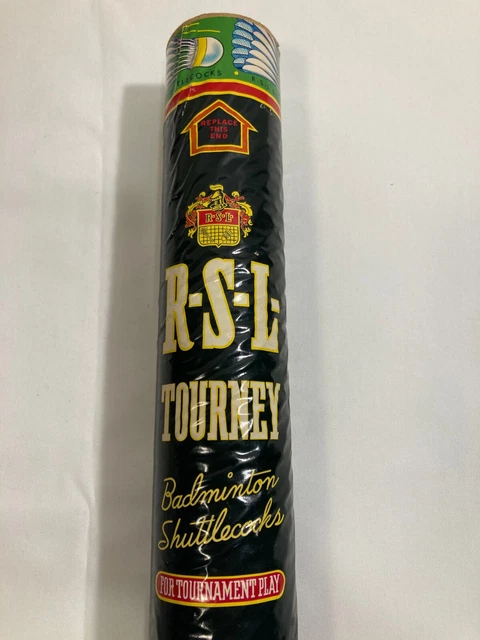 REPLACE
THIS
END
R·S·L
R-S-L
TOURNEY
Badminton
Shuttlecocks
FOR TOURNAMENT PLAY